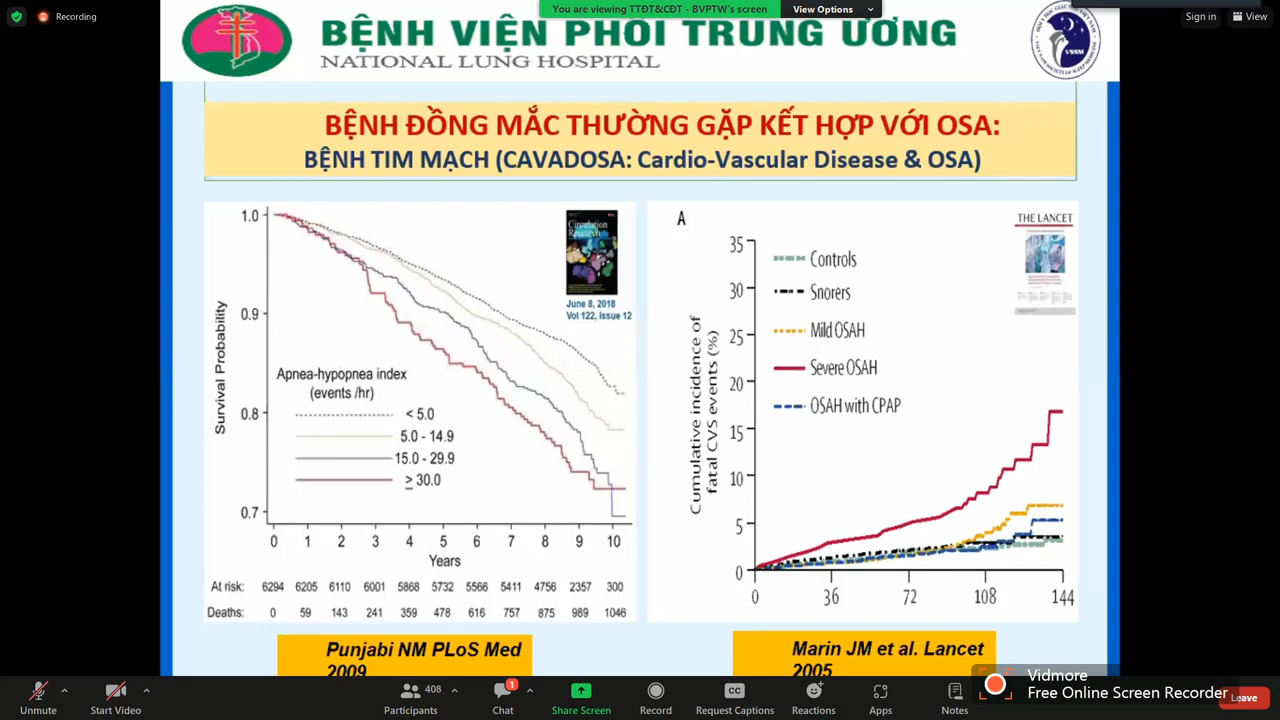 You are viewing TTĐT&CĐT - BVPTW's screen
View Options
Recording
Sign in
View
BỆNH VIỆN PHỔI TRUNG ƯƠNG
NATIONAL LUNG HOSPITAL
VSSM
BỆNH ĐỒNG MẮC THƯỜNG GẶP KẾT HỢP VỚI OSA:
BỆNH TIM MẠCH (CAVADOSA: Cardio-Vascular Disease & OSA)
Survival Probability
1.0
0.9
0.8
0.7
Circulation Research
June 8, 2018
Vol 122, Issue 12
Apnea-hypopnea index
(events /hr)
< 5.0
5.0 - 14.9
15.0 - 29.9
≥ 30.0
0 1 2 3 4 5 6 7 8 9 10
Years
At risk: 6294 6205 6110 6001 5868 5732 5566 5411 4756 2357 300
Deaths: 0 59 143 241 359 478 616 757 875 989 1046
A
THE LANCET
Cumulative incidence of
fatal CVS events (%)
35
30
25
20
15
10
5
0
Controls
Snorers
Mild OSAH
Severe OSAH
OSAH with CPAP
0 36 72 108 144
Punjabi NM PLoS Med
2009
Marin JM et al. Lancet
2005
Vidmore
Free Online Screen Recorder
408
1
CC
Unmute
Start Video
Participants
Chat
Share Screen
Record
Request Captions
Reactions
Apps
Notes
Leave